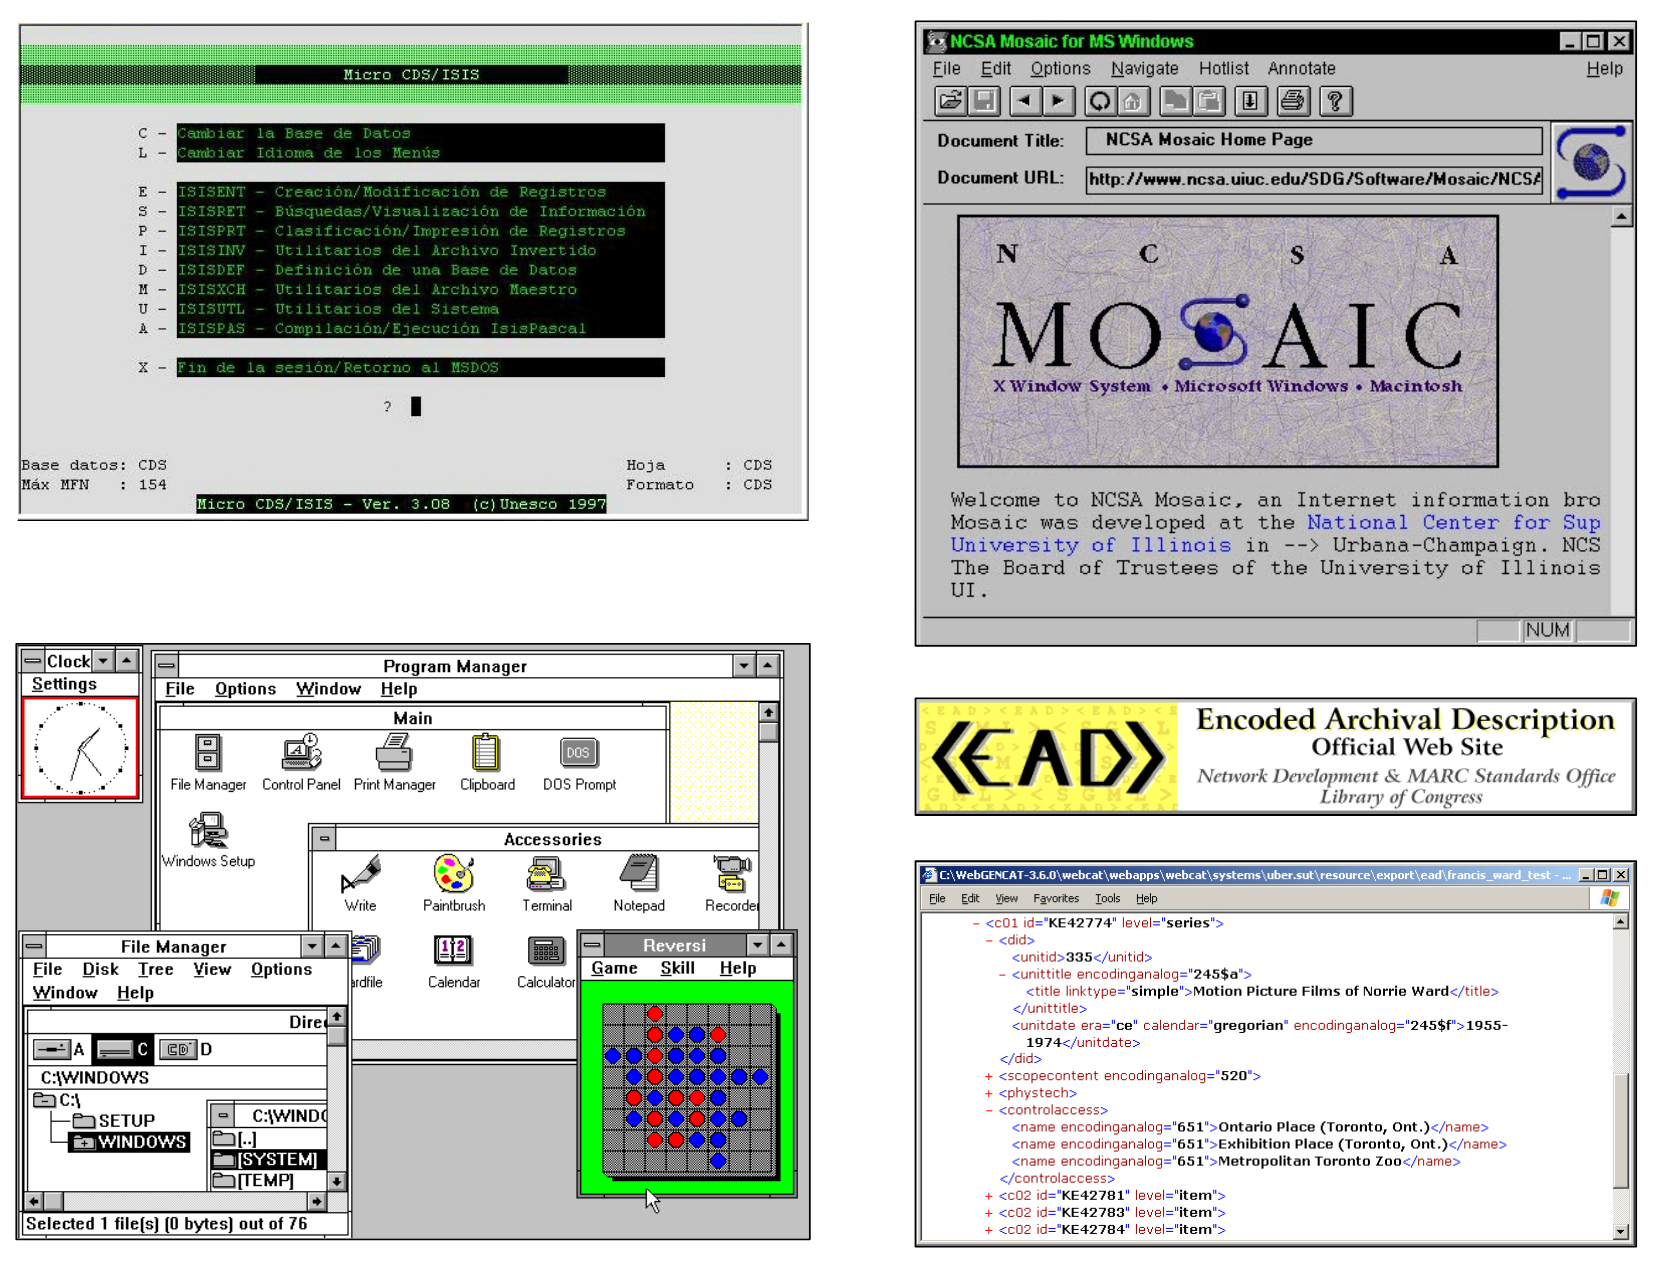 Micro CDS/ISIS
C - Cambiar la Base de Datos
L - Cambiar Idioma de los Menús
E - ISISENT - Creación/Modificación de Registros
S - ISISRET - Búsquedas/Visualización de Información
P - ISISPRT - Clasificación/Impresión de Registros
I - ISISINV - Utilitarios del Archivo Invertido
D - ISISDEF - Definición de una Base de Datos
M - ISISXCH - Utilitarios del Archivo Maestro
U - ISISUTL - Utilitarios del Sistema
A - ISISPAS - Compilación/Ejecución IsisPascal
X - Fin de la sesión/Retorno al MSDOS
?
Base datos: CDS Hoja : CDS
Máx MFN : 154 Formato : CDS
Micro CDS/ISIS - Ver. 3.08 (c)Unesco 1997
NCSA Mosaic for MS Windows
File Edit Options Navigate Hotlist Annotate Help
Document Title: NCSA Mosaic Home Page
Document URL: http://www.ncsa.uiuc.edu/SDG/Software/Mosaic/NCSA
N C S A
MOSAIC
X Window System • Microsoft Windows • Macintosh
Welcome to NCSA Mosaic, an Internet information bro
Mosaic was developed at the National Center for Sup
University of Illinois in --> Urbana-Champaign. NCS
The Board of Trustees of the University of Illinois
UI.
NUM
Clock
Settings
Program Manager
File Options Window Help
Main
File Manager Control Panel Print Manager Clipboard DOS Prompt
DOS
Windows Setup
Accessories
Write Paintbrush Terminal Notepad Recorder
ardfile Calendar Calculator
File Manager
File Disk Tree View Options
Window Help
Direc
A C D
C:\WINDOWS
C:\
SETUP
WINDOWS
C:\WINDO
[..]
[SYSTEM]
[TEMP]
Selected 1 file(s) (0 bytes) out of 76
Reversi
Game Skill Help
<EAD>
Encoded Archival Description
Official Web Site
Network Development & MARC Standards Office
Library of Congress
C:\WebGENCAT-3.6.0\webcat\webapps\webcat\systems\uber.sut\resource\export\ead\francis_ward_test - ...
File Edit View Favorites Tools Help
- <c01 id="KE42774" level="series">
- <did>
<unitid>335</unitid>
- <unittitle encodinganalog="245$a">
<title linktype="simple">Motion Picture Films of Norrie Ward</title>
</unittitle>
<unitdate era="ce" calendar="gregorian" encodinganalog="245$f">1955-
1974</unitdate>
</did>
+ <scopecontent encodinganalog="520">
+ <phystech>
- <controlaccess>
<name encodinganalog="651">Ontario Place (Toronto, Ont.)</name>
<name encodinganalog="651">Exhibition Place (Toronto, Ont.)</name>
<name encodinganalog="651">Metropolitan Toronto Zoo</name>
</controlaccess>
+ <c02 id="KE42781" level="item">
+ <c02 id="KE42783" level="item">
+ <c02 id="KE42784" level="item">